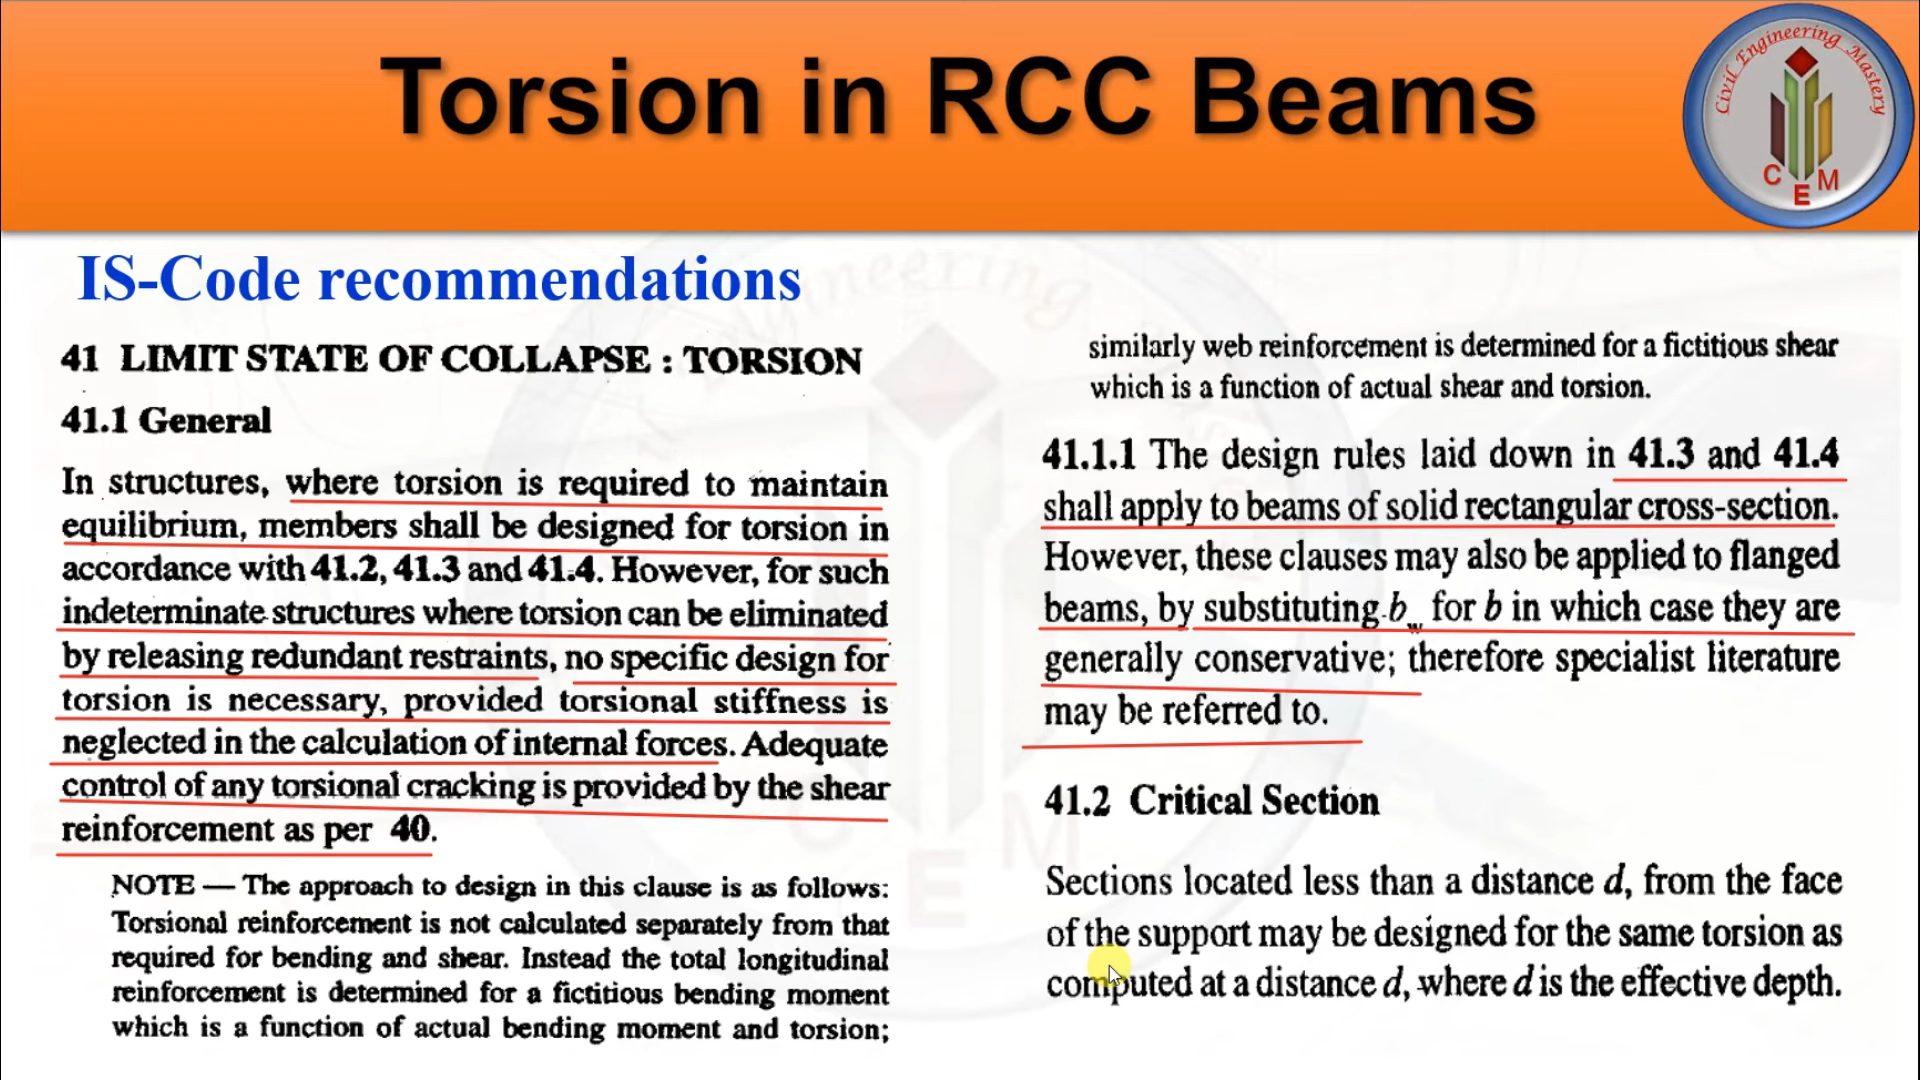 Torsion in RCC Beams
Civil Engineering Mastery
C E M
IS-Code recommendations
41 LIMIT STATE OF COLLAPSE : TORSION
41.1 General
In structures, where torsion is required to maintain
equilibrium, members shall be designed for torsion in
accordance with 41.2, 41.3 and 41.4. However, for such
indeterminate structures where torsion can be eliminated
by releasing redundant restraints, no specific design for
torsion is necessary, provided torsional stiffness is
neglected in the calculation of internal forces. Adequate
control of any torsional cracking is provided by the shear
reinforcement as per 40.
NOTE — The approach to design in this clause is as follows:
Torsional reinforcement is not calculated separately from that
required for bending and shear. Instead the total longitudinal
reinforcement is determined for a fictitious bending moment
which is a function of actual bending moment and torsion;
similarly web reinforcement is determined for a fictitious shear
which is a function of actual shear and torsion.
41.1.1 The design rules laid down in 41.3 and 41.4
shall apply to beams of solid rectangular cross-section.
However, these clauses may also be applied to flanged
beams, by substituting b_w for b in which case they are
generally conservative; therefore specialist literature
may be referred to.
41.2 Critical Section
Sections located less than a distance d, from the face
of the support may be designed for the same torsion as
computed at a distance d, where d is the effective depth.